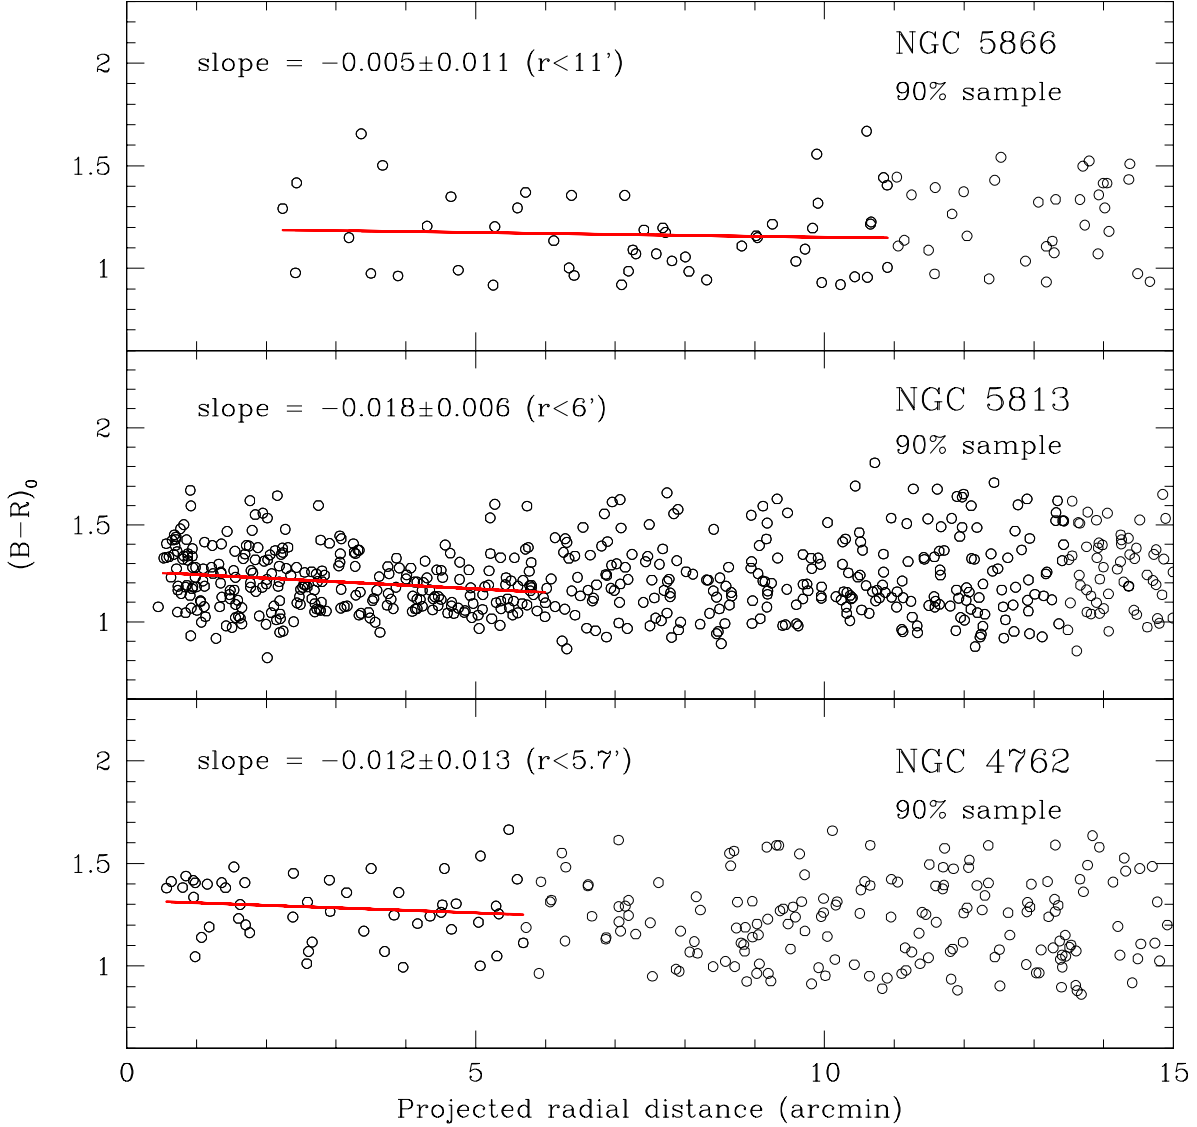 NGC 5866
slope = −0.005±0.011 (r<11')
90% sample
2
1.5
1
NGC 5813
slope = −0.018±0.006 (r<6')
90% sample
2
1.5
1
(B−R)₀
NGC 4762
slope = −0.012±0.013 (r<5.7')
90% sample
2
1.5
1
0 5 10 15
Projected radial distance (arcmin)